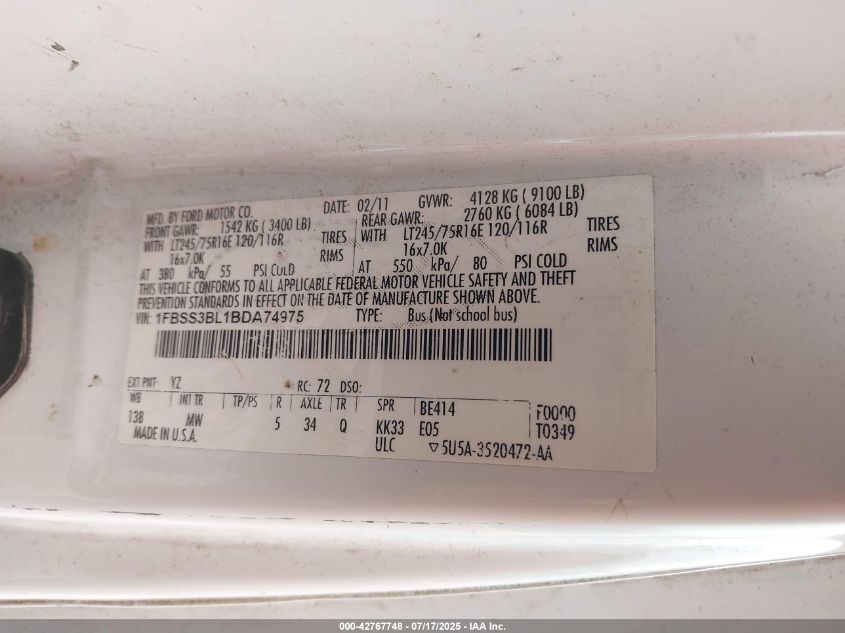 MFD. BY FORD MOTOR CO. DATE: 02/11 GVWR: 4128 KG ( 9100 LB)
FRONT GAWR: 1542 KG ( 3400 LB) REAR GAWR: 2760 KG ( 6084 LB)
WITH LT245/75R16E 120/116R TIRES WITH LT245/75R16E 120/116R TIRES
16x7.0K RIMS 16x7.0K RIMS
AT 380 kPa/ 55 PSI COLD AT 550 kPa/ 80 PSI COLD
THIS VEHICLE CONFORMS TO ALL APPLICABLE FEDERAL MOTOR VEHICLE SAFETY AND THEFT
PREVENTION STANDARDS IN EFFECT ON THE DATE OF MANUFACTURE SHOWN ABOVE.
VIN: 1FBSS3BL1BDA74975 TYPE: Bus (Not school bus)
EXT PNT: YZ RC: 72 DSO:
WB INT TR TP/PS R AXLE TR SPR BE414 F0000
138 MW 5 34 Q KK33 E05 T0349
MADE IN U.S.A. ULC ▽5U5A-3520472-AA
000-42767748 - 07/17/2025 - IAA Inc.